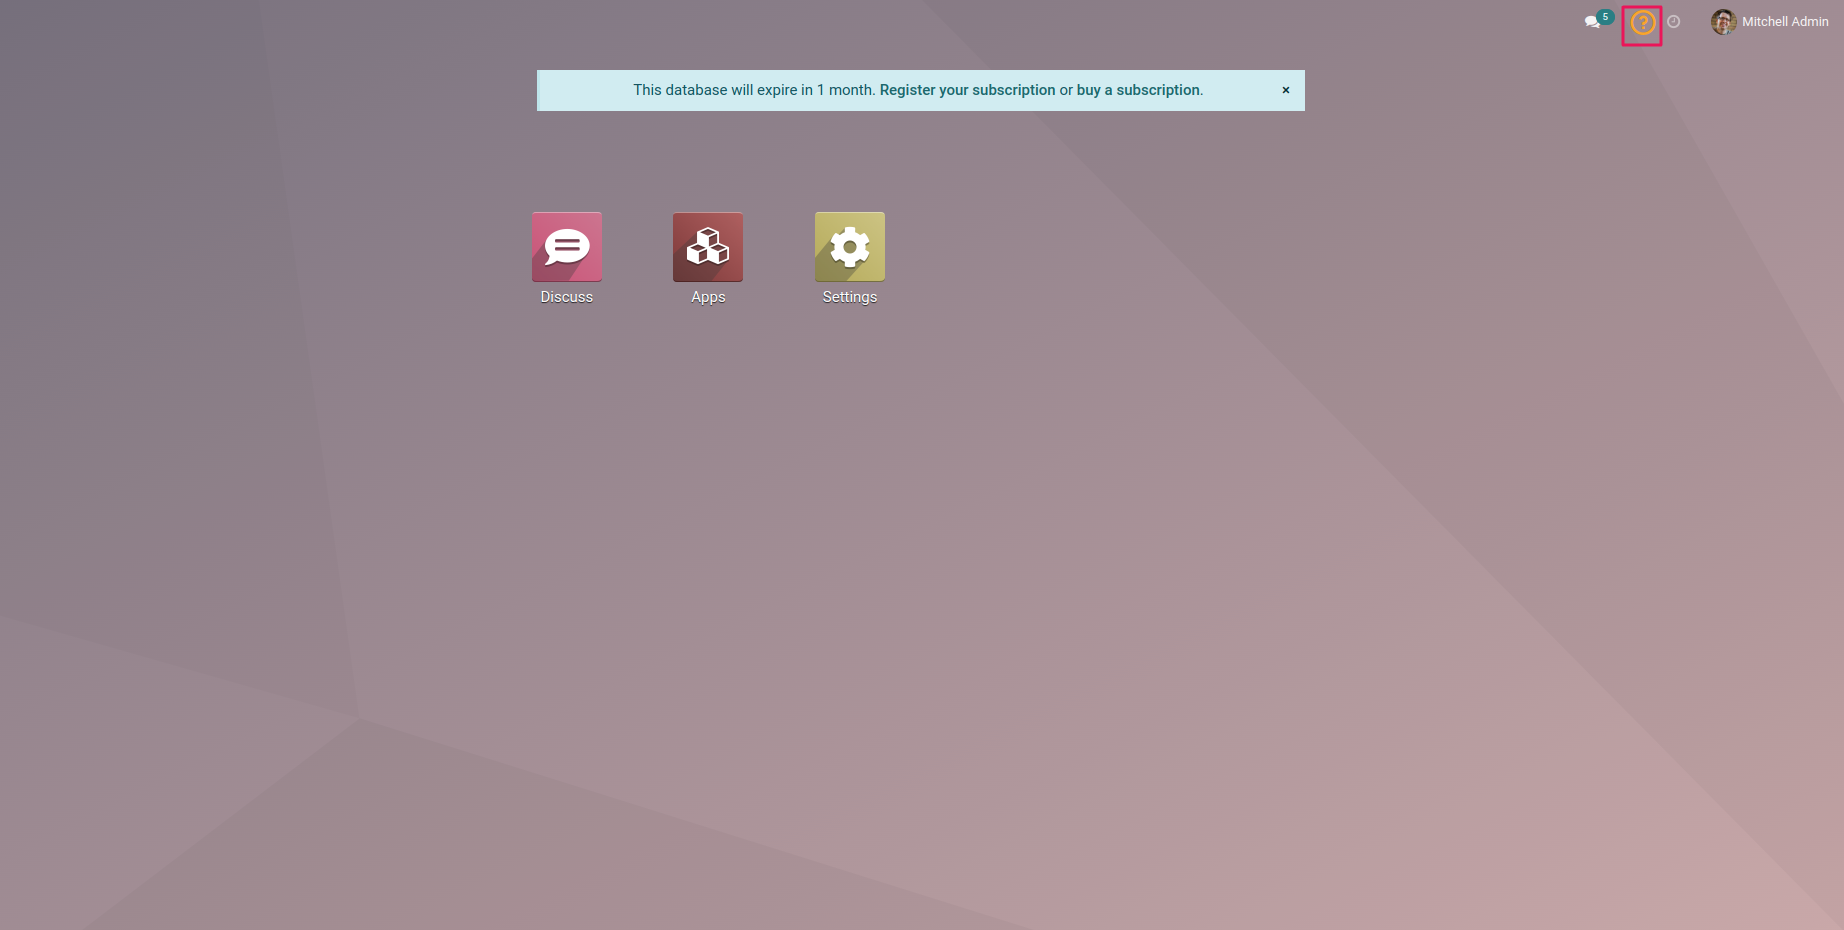 5 ? Mitchell Admin
This database will expire in 1 month. Register your subscription or buy a subscription. ×
Discuss
Apps
Settings